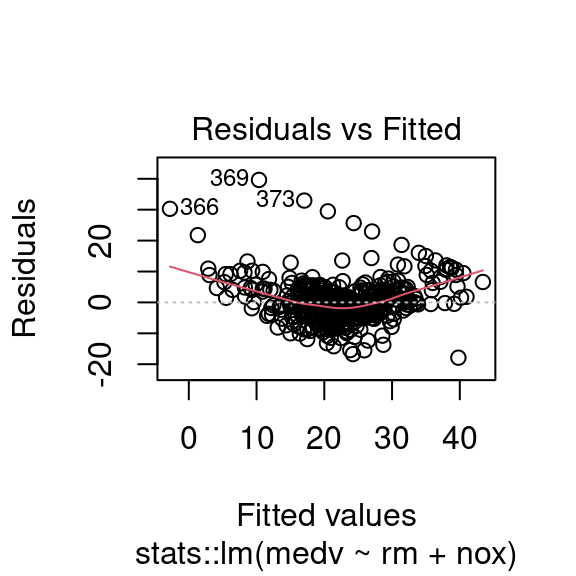 Residuals vs Fitted
Residuals
20
0
-20
369
373
366
0 10 20 30 40
Fitted values
stats::lm(medv ~ rm + nox)